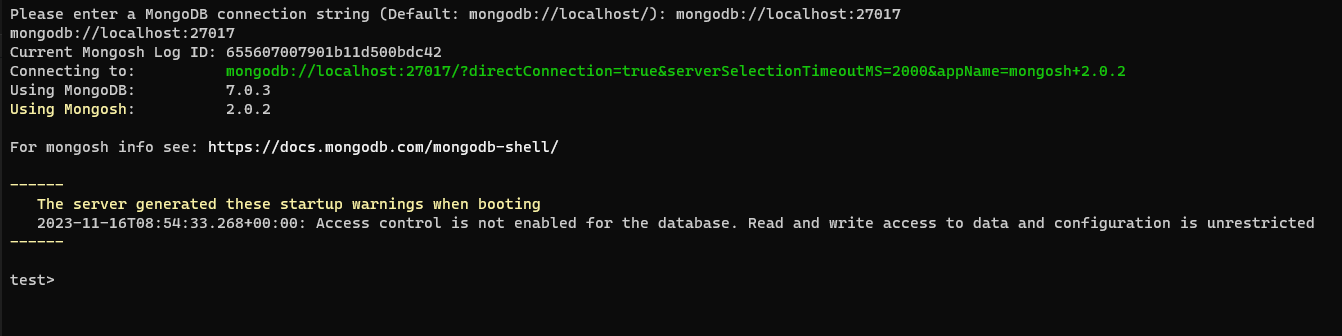 Please enter a MongoDB connection string (Default: mongodb://localhost/): mongodb://localhost:27017
mongodb://localhost:27017
Current Mongosh Log ID: 655607007901b11d500bdc42
Connecting to: mongodb://localhost:27017/?directConnection=true&serverSelectionTimeoutMS=2000&appName=mongosh+2.0.2
Using MongoDB: 7.0.3
Using Mongosh: 2.0.2
For mongosh info see: https://docs.mongodb.com/mongodb-shell/
------
The server generated these startup warnings when booting
2023-11-16T08:54:33.268+00:00: Access control is not enabled for the database. Read and write access to data and configuration is unrestricted
------
test>